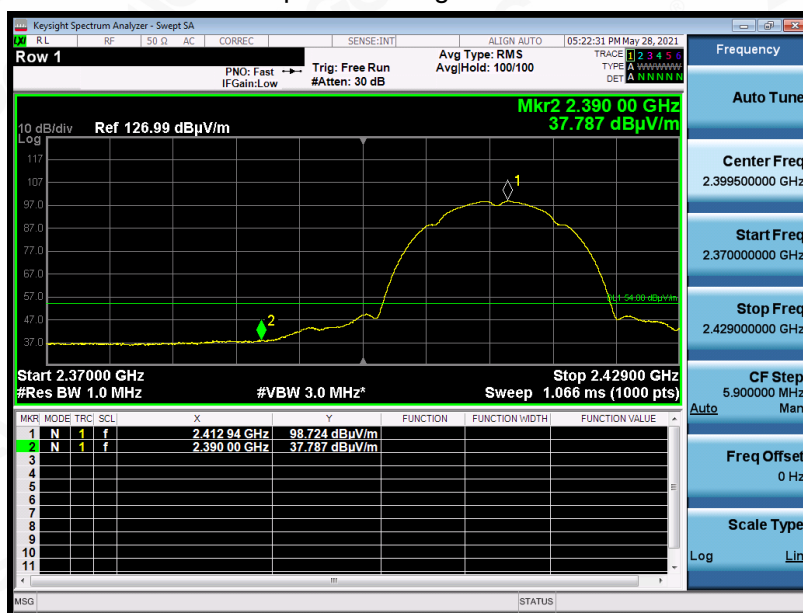 Keysight Spectrum Analyzer - Swept SA
LXI RL RF 50 Ω AC CORREC SENSE:INT ALIGN AUTO 05:22:31 PM May 28, 2021
Row 1
PNO: Fast
IFGain:Low
Trig: Free Run
#Atten: 30 dB
Avg Type: RMS
Avg|Hold: 100/100
TRACE 1 2 3 4 5 6
TYPE A WWWWW
DET A N N N N N
Mkr2 2.390 00 GHz
37.787 dBµV/m
10 dB/div Ref 126.99 dBµV/m
Log
117
107
97.0
87.0
77.0
67.0
57.0
47.0
37.0
1
2
DL1 54.00 dBµV/m
Start 2.37000 GHz Stop 2.42900 GHz
#Res BW 1.0 MHz #VBW 3.0 MHz* Sweep 1.066 ms (1000 pts)
MKR MODE TRC SCL X Y FUNCTION FUNCTION WIDTH FUNCTION VALUE
1 N 1 f 2.412 94 GHz 98.724 dBµV/m
2 N 1 f 2.390 00 GHz 37.787 dBµV/m
3
4
5
6
7
8
9
10
11
MSG STATUS
Frequency
Auto Tune
Center Freq
2.399500000 GHz
Start Freq
2.370000000 GHz
Stop Freq
2.429000000 GHz
CF Step
5.900000 MHz
Auto Man
Freq Offset
0 Hz
Scale Type
Log Lin